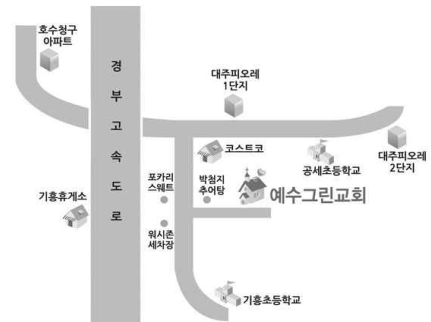 호수청구
아파트
경
부
고
속
도
로
대주피오레
1단지
코스트코
공세초등학교
대주피오레
2단지
포카리
스웨트
박첨지
추어탕
예수그린교회
기흥휴게소
워시존
세차장
기흥초등학교